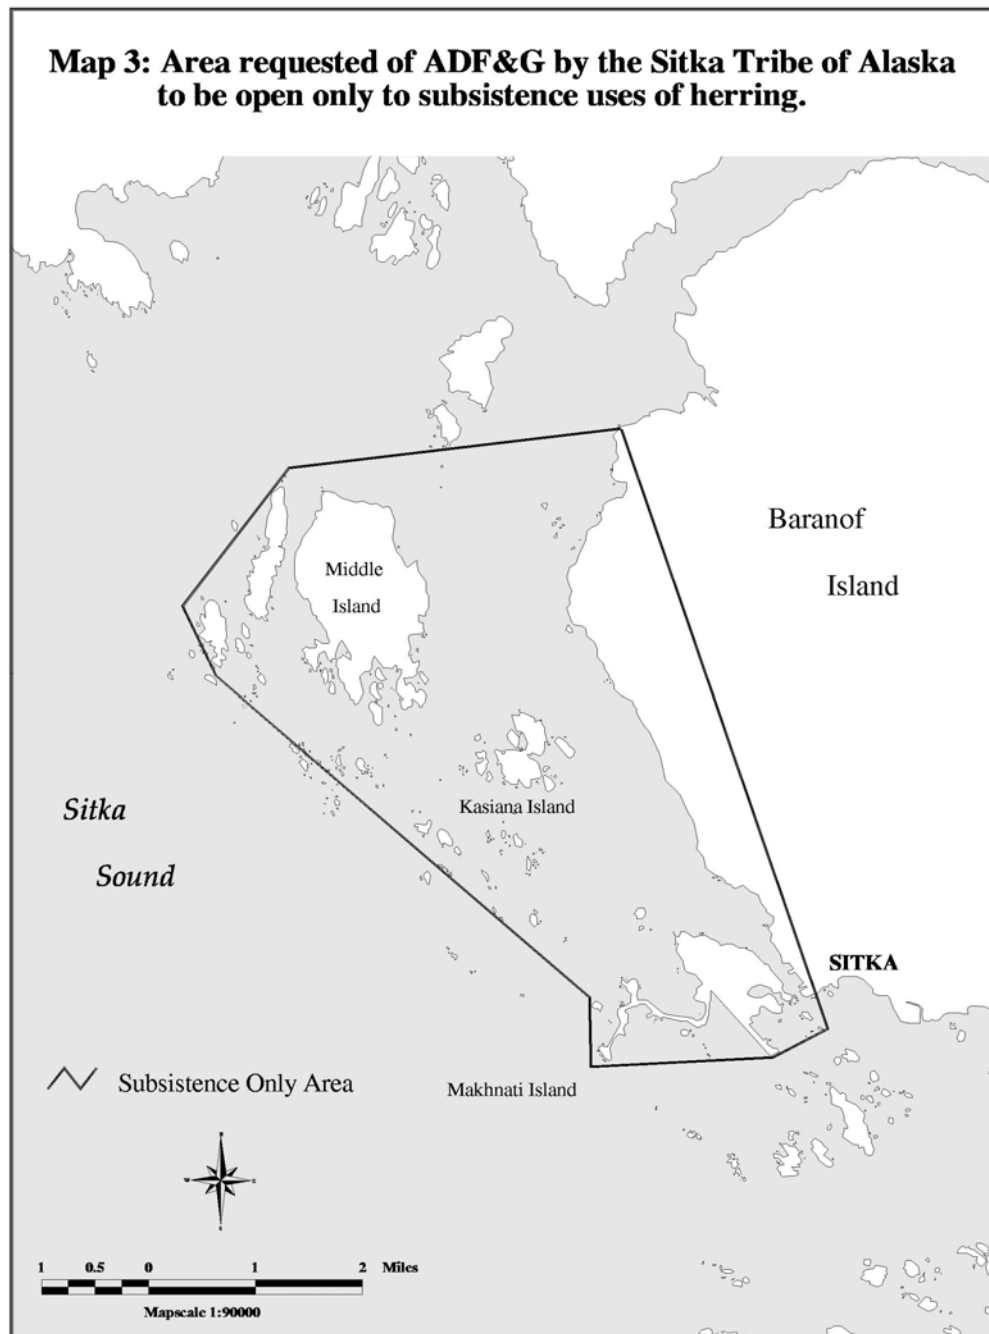 Map 3: Area requested of ADF&G by the Sitka Tribe of Alaska
to be open only to subsistence uses of herring.
Baranof
Island
Middle
Island
Kasiana Island
Sitka
Sound
SITKA
Subsistence Only Area
Makhnati Island
N
W E
S
1 0.5 0 1 2 Miles
Mapscale 1:90000